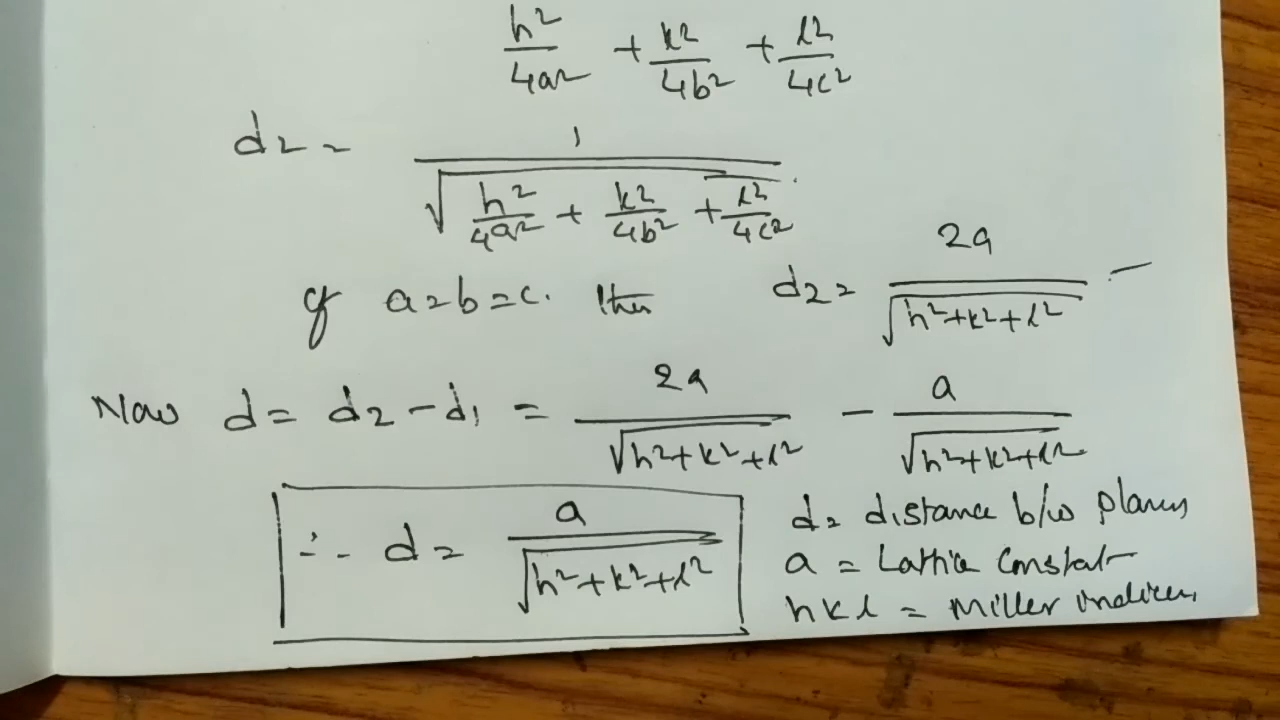 h²/4a² + k²/4b² + l²/4c²
d2 = 1/√(h²/4a² + k²/4b² + l²/4c²)
If a=b=c. then d2 = 2a/√(h²+k²+l²)
Now d = d2 - d1 = 2a/√(h²+k²+l²) - a/√(h²+k²+l²)
∴ d = a/√(h²+k²+l²)
d = distance b/w planes
a = Lattice Constant
hkl = Miller indices